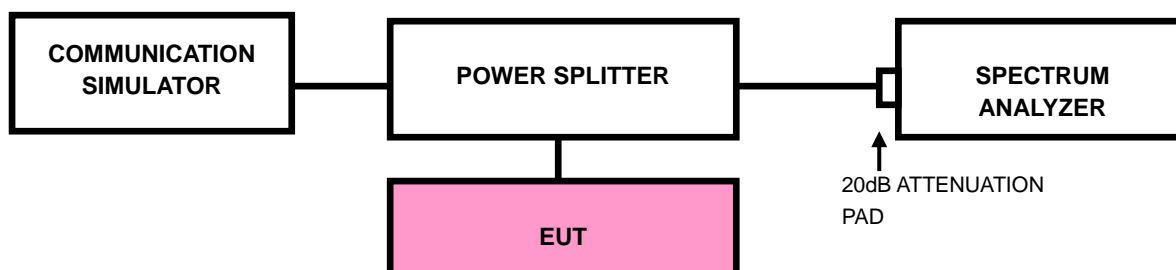 COMMUNICATION
SIMULATOR
POWER SPLITTER
SPECTRUM
ANALYZER
20dB ATTENUATION
PAD
EUT